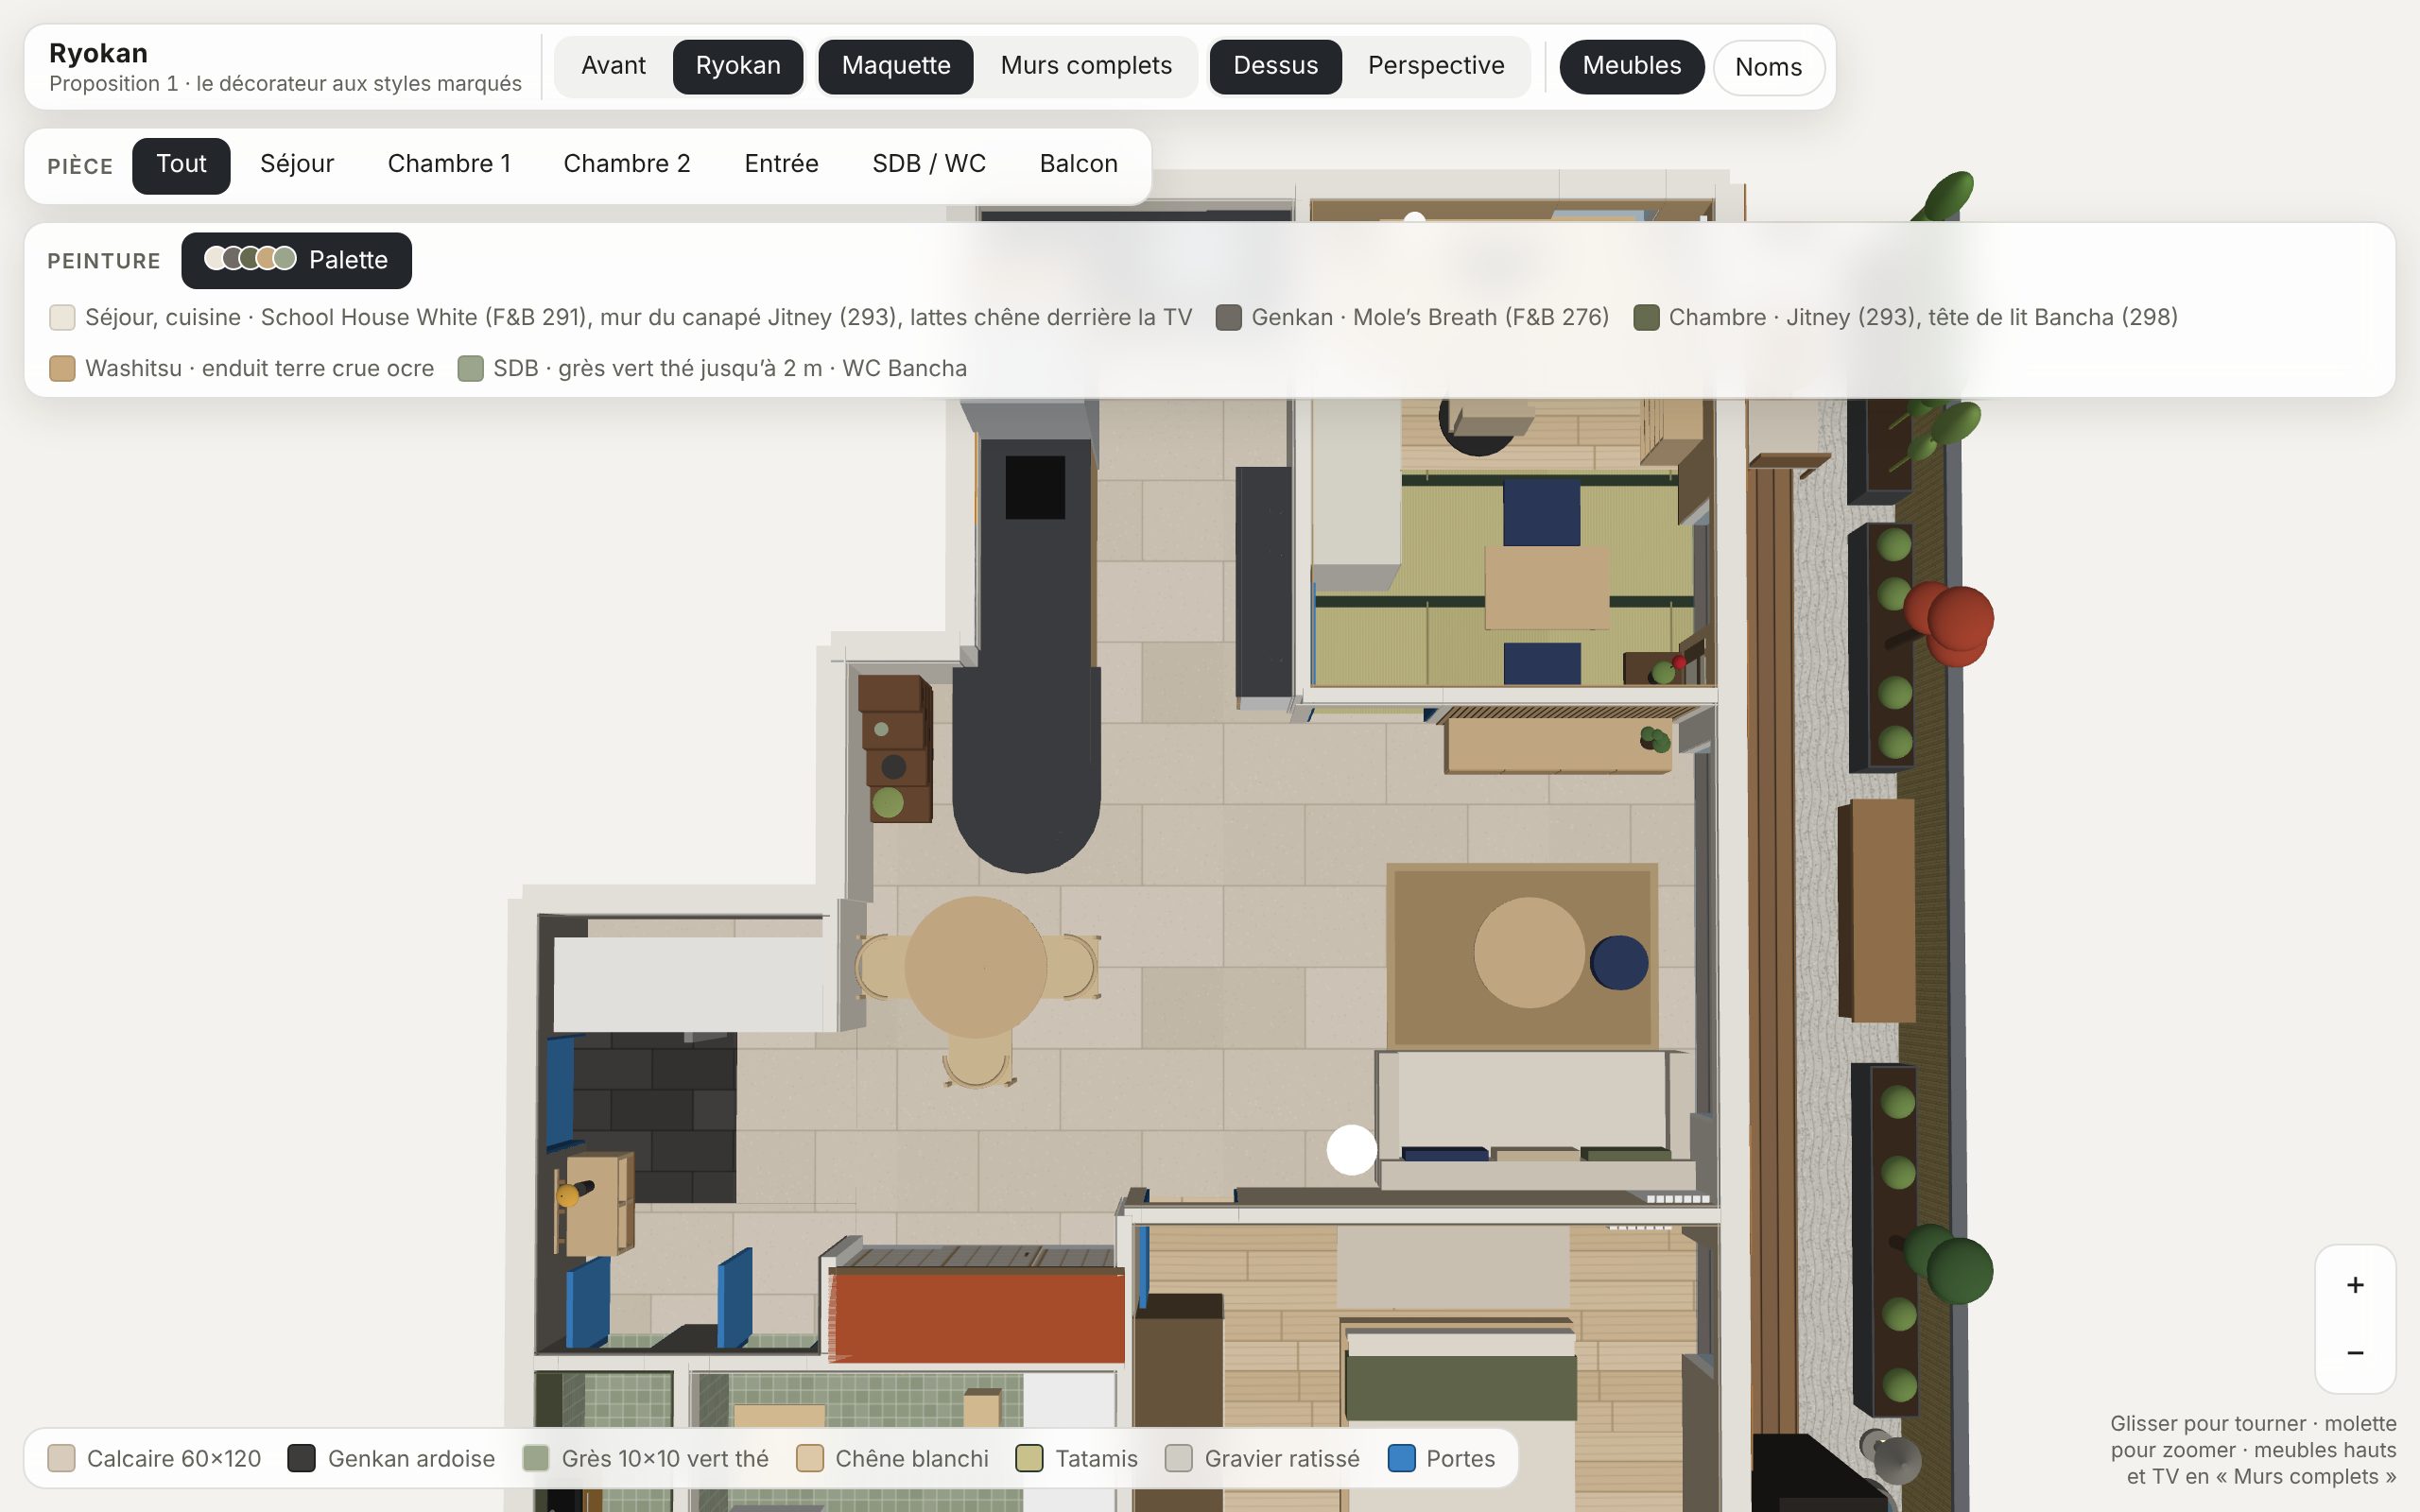 Ryokan
Proposition 1 · le décorateur aux styles marqués
Avant Ryokan Maquette Murs complets Dessus Perspective Meubles Noms
PIÈCE Tout Séjour Chambre 1 Chambre 2 Entrée SDB / WC Balcon
PEINTURE Palette
Séjour, cuisine · School House White (F&B 291), mur du canapé Jitney (293), lattes chêne derrière la TV Genkan · Mole’s Breath (F&B 276) Chambre · Jitney (293), tête de lit Bancha (298)
Washitsu · enduit terre crue ocre SDB · grès vert thé jusqu’à 2 m · WC Bancha
+
−
Calcaire 60×120 Genkan ardoise Grès 10×10 vert thé Chêne blanchi Tatamis Gravier ratissé Portes
Glisser pour tourner · molette
pour zoomer · meubles hauts
et TV en « Murs complets »